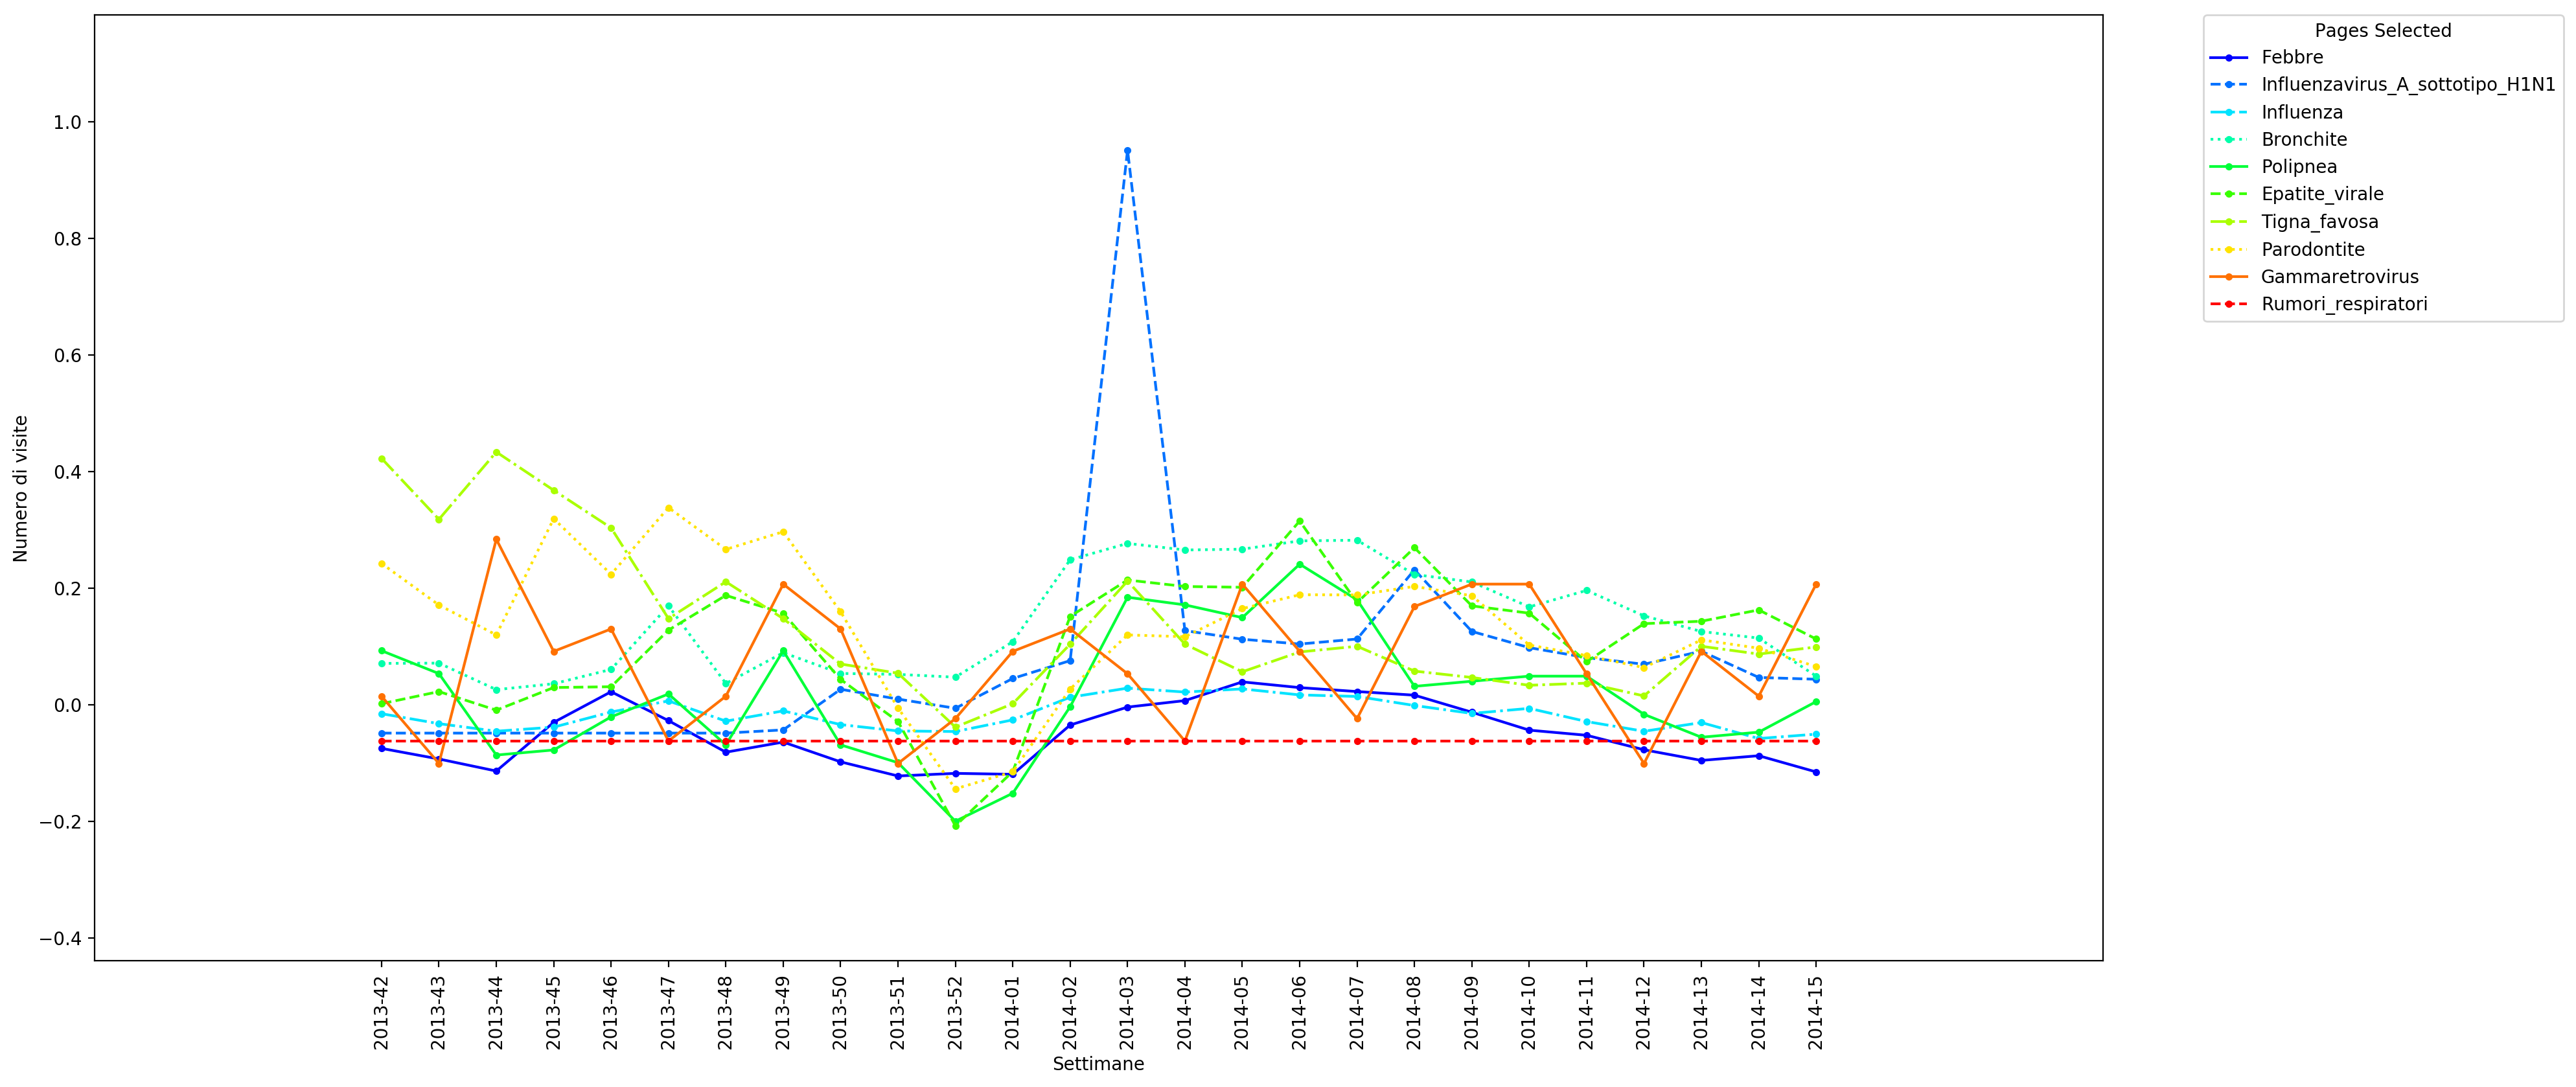 Pages Selected
Febbre
Influenzavirus_A_sottotipo_H1N1
Influenza
Bronchite
Polipnea
Epatite_virale
Tigna_favosa
Parodontite
Gammaretrovirus
Rumori_respiratori
Numero di visite
1.0
0.8
0.6
0.4
0.2
0.0
−0.2
−0.4
2013-42
2013-43
2013-44
2013-45
2013-46
2013-47
2013-48
2013-49
2013-50
2013-51
2013-52
2014-01
2014-02
2014-03
2014-04
2014-05
2014-06
2014-07
2014-08
2014-09
2014-10
2014-11
2014-12
2014-13
2014-14
2014-15
Settimane